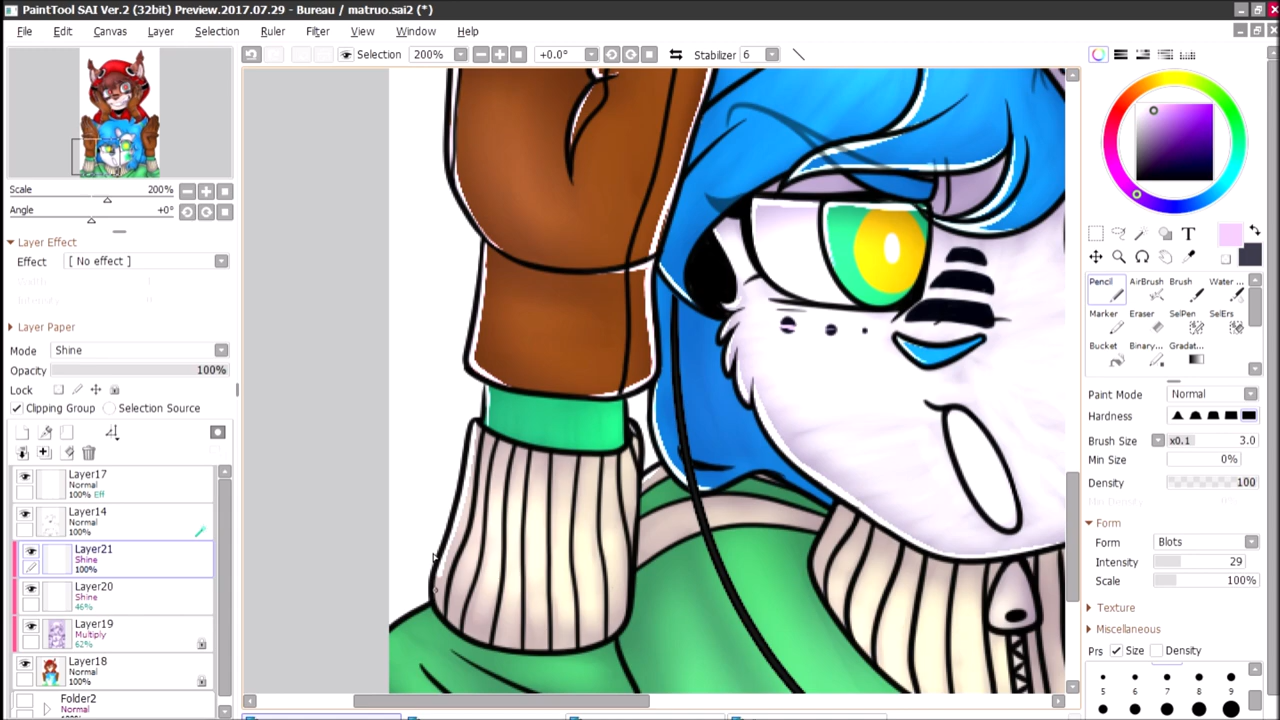 PaintTool SAI Ver.2 (32bit) Preview.2017.07.29 - Bureau / matruo.sai2 (*)
File Edit Canvas Layer Selection Ruler Filter View Window Help
Selection 200% +0.0° Stabilizer 6
Scale 200%
Angle +0°
Layer Effect
Effect [ No effect ]
Layer Paper
Mode Shine
Opacity 100%
Lock
Clipping Group Selection Source
Layer17
Normal
100% Eff
Layer14
Normal
100%
Layer21
Shine
100%
Layer20
Shine
46%
Layer19
Multiply
62%
Layer18
Normal
100%
Folder2
Normal
T
Pencil AirBrush Brush Water ...
Marker Eraser SelPen SelErs
Bucket Binary... Gradat...
Paint Mode Normal
Hardness
Brush Size x0.1 3.0
Min Size 0%
Density 100
Form
Form Blots
Intensity 29
Scale 100%
Texture
Miscellaneous
Prs Size Density
5 6 7 8 9